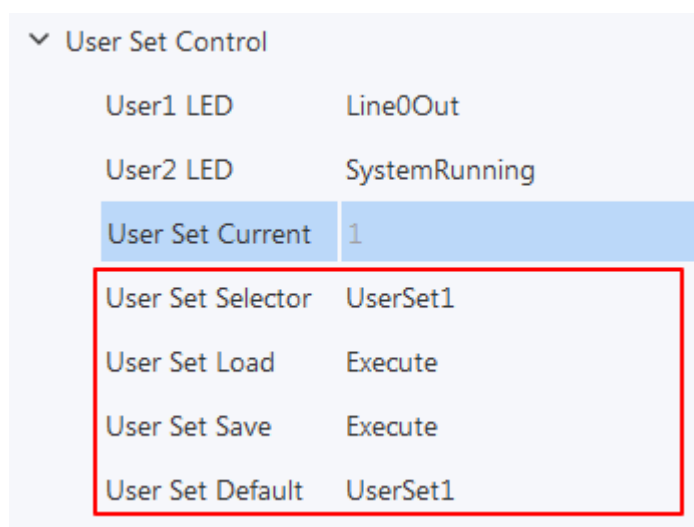 User Set Control
User1 LED Line0Out
User2 LED SystemRunning
User Set Current 1
User Set Selector UserSet1
User Set Load Execute
User Set Save Execute
User Set Default UserSet1